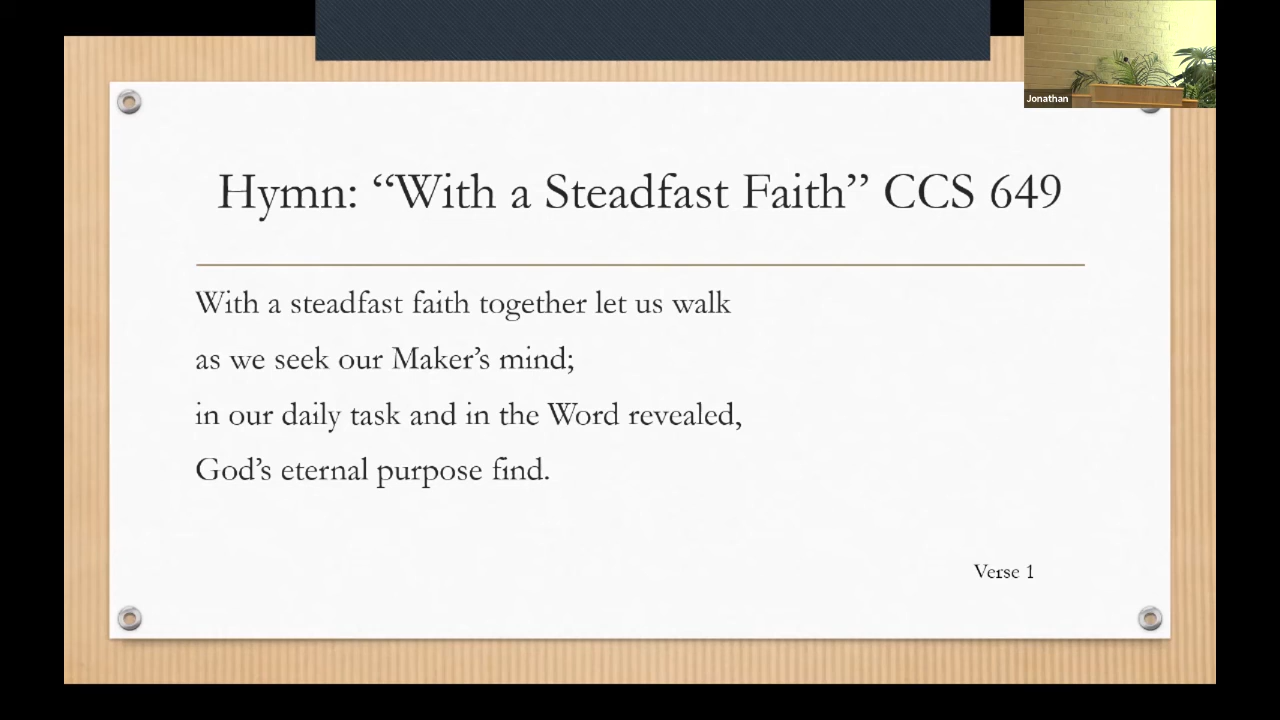 Jonathan
Hymn: “With a Steadfast Faith” CCS 649
With a steadfast faith together let us walk
as we seek our Maker’s mind;
in our daily task and in the Word revealed,
God’s eternal purpose find.
Verse 1